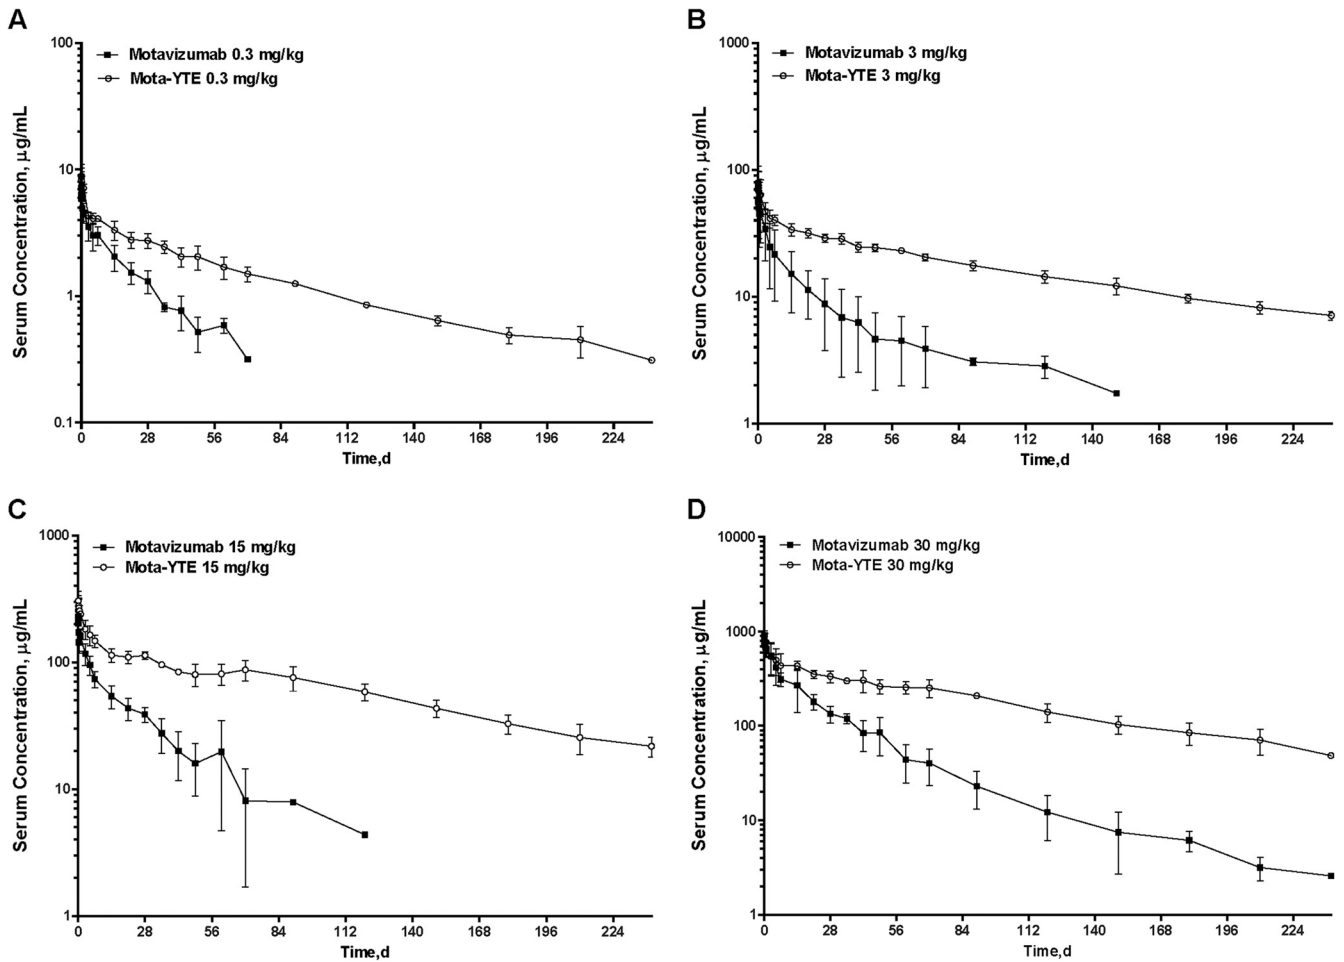 A
Motavizumab 0.3 mg/kg
Mota-YTE 0.3 mg/kg
Serum Concentration, μg/mL
100
10
1
0.1
0 28 56 84 112 140 168 196 224
Time,d
B
Motavizumab 3 mg/kg
Mota-YTE 3 mg/kg
Serum Concentration, μg/mL
1000
100
10
1
0 28 56 84 112 140 168 196 224
Time,d
C
Motavizumab 15 mg/kg
Mota-YTE 15 mg/kg
Serum Concentration, μg/mL
1000
100
10
1
0 28 56 84 112 140 168 196 224
Time,d
D
Motavizumab 30 mg/kg
Mota-YTE 30 mg/kg
Serum Concentration, μg/mL
10000
1000
100
10
1
0 28 56 84 112 140 168 196 224
Time,d